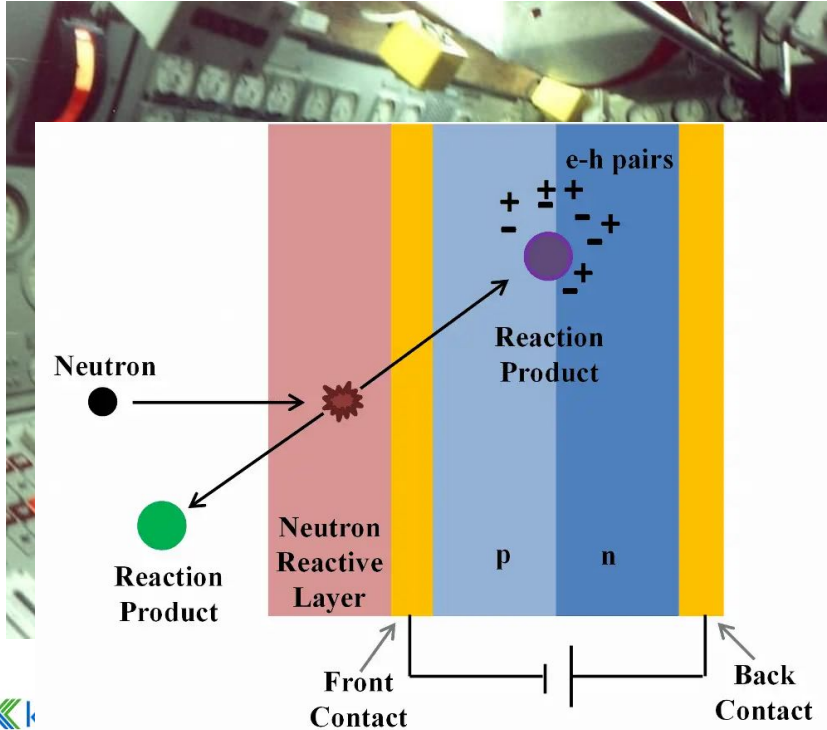 e-h pairs
Reaction
Product
Neutron
Neutron
Reactive
Layer
Reaction
Product
p
n
Front
Contact
Back
Contact